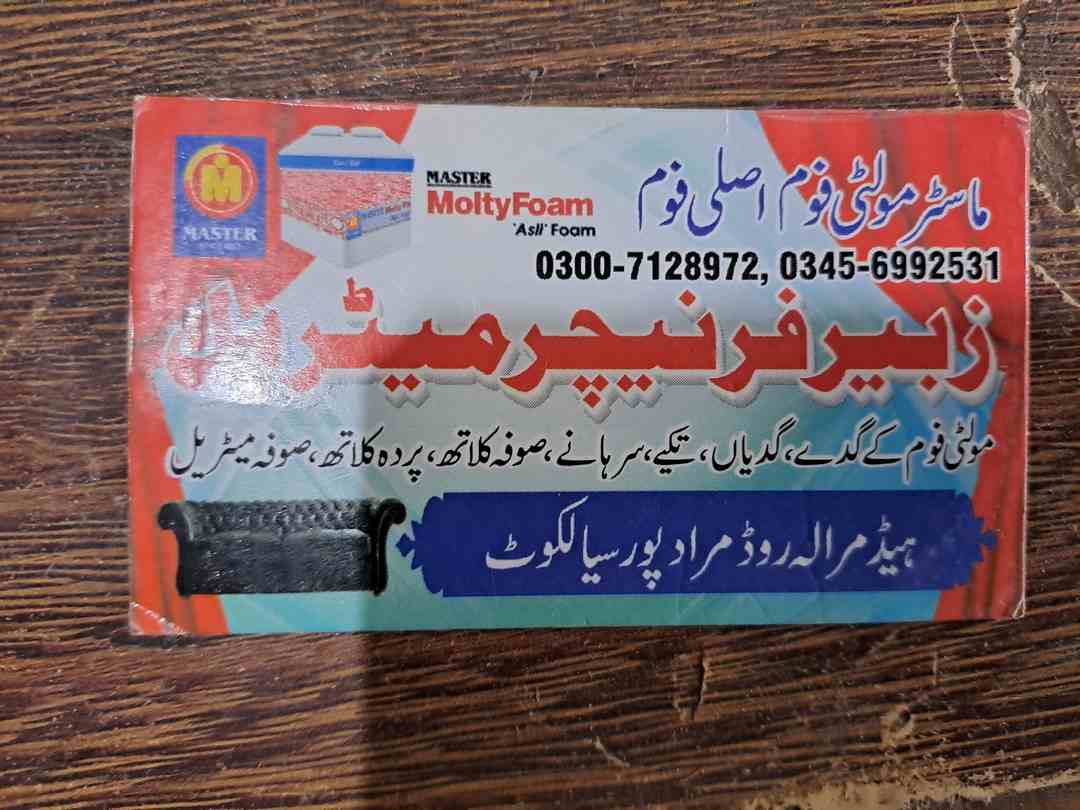 MASTER
MASTER
MoltyFoam
'Asli' Foam
ماسٹر مولٹی فوم اصلی فوم
0300-7128972, 0345-6992531
زبیر فرنیچر میٹریل
مولٹی فوم کے گدے، گدیاں، تکیے، سرہانے، صوفہ کلاتھ، پردہ کلاتھ، صوفہ میٹریل
ہیڈ مرالہ روڈ مراد پور سیالکوٹ